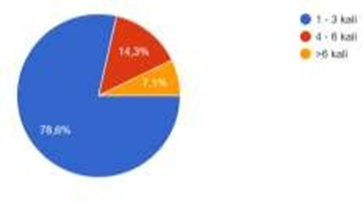 1 - 3 kali
4 - 6 kali
>6 kali
14,3%
7,1%
78,6%